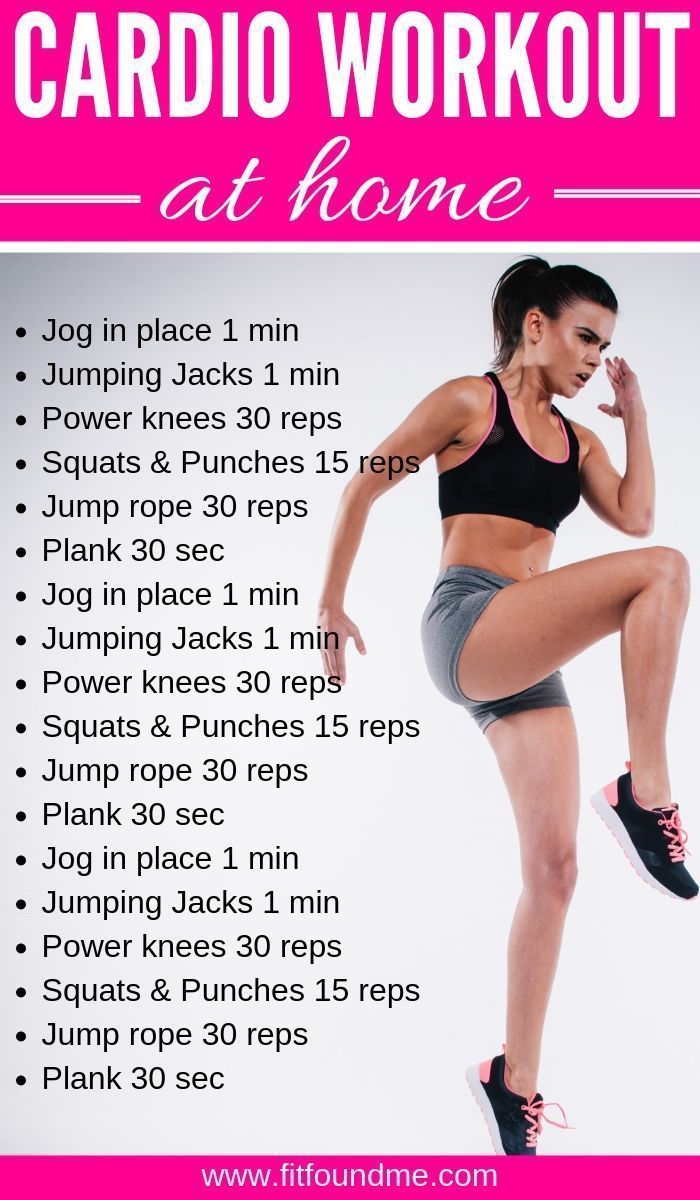 CARDIO WORKOUT
at home
• Jog in place 1 min
• Jumping Jacks 1 min
• Power knees 30 reps
• Squats & Punches 15 reps
• Jump rope 30 reps
• Plank 30 sec
• Jog in place 1 min
• Jumping Jacks 1 min
• Power knees 30 reps
• Squats & Punches 15 reps
• Jump rope 30 reps
• Plank 30 sec
• Jog in place 1 min
• Jumping Jacks 1 min
• Power knees 30 reps
• Squats & Punches 15 reps
• Jump rope 30 reps
• Plank 30 sec
www.fitfoundme.com